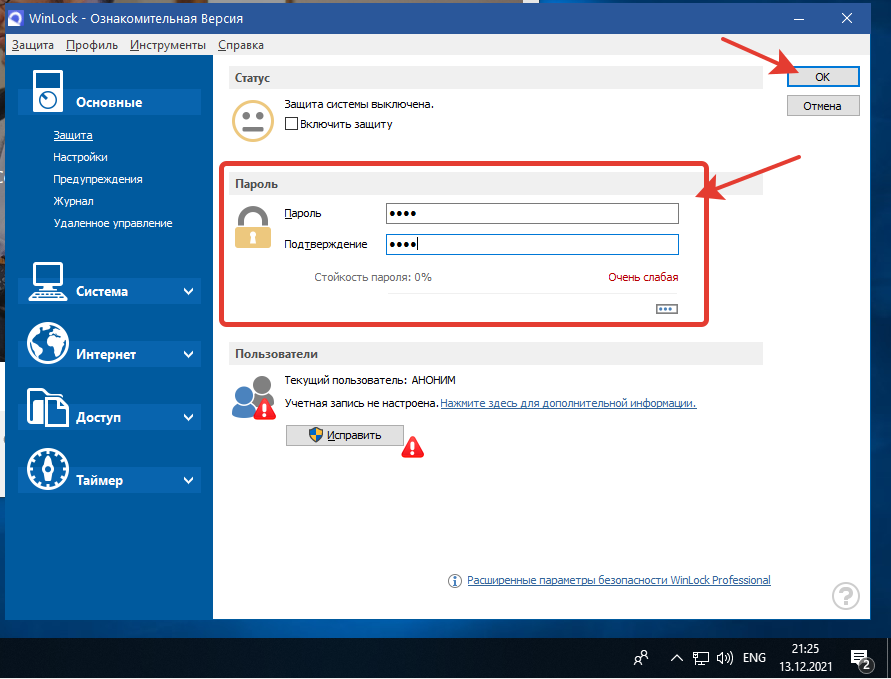 WinLock - Ознакомительная Версия
Защита Профиль Инструменты Справка
Основные
Защита
Настройки
Предупреждения
Журнал
Удаленное управление
Система
Интернет
Доступ
Таймер
Статус
Защита системы выключена.
Включить защиту
Пароль
Пароль ••••
Подтверждение ••••
Стойкость пароля: 0% Очень слабая
Пользователи
Текущий пользователь: АНОНИМ
Учетная запись не настроена. Нажмите здесь для дополнительной информации.
Исправить
Расширенные параметры безопасности WinLock Professional
OK
Отмена
ENG
21:25
13.12.2021
2